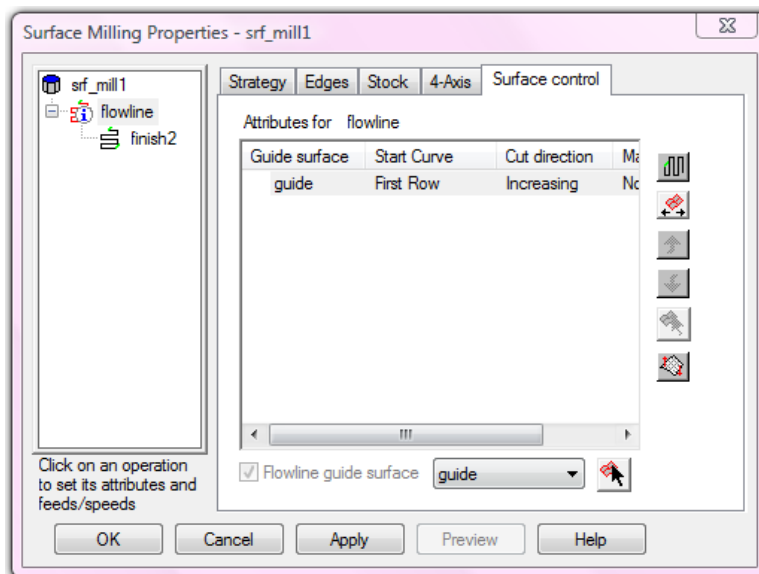 Surface Milling Properties - srf_mill1
srf_mill1
flowline
finish2
Strategy Edges Stock 4-Axis Surface control
Attributes for flowline
Guide surface Start Curve Cut direction Ma
guide First Row Increasing No
Flowline guide surface guide
Click on an operation
to set its attributes and
feeds/speeds
OK Cancel Apply Preview Help